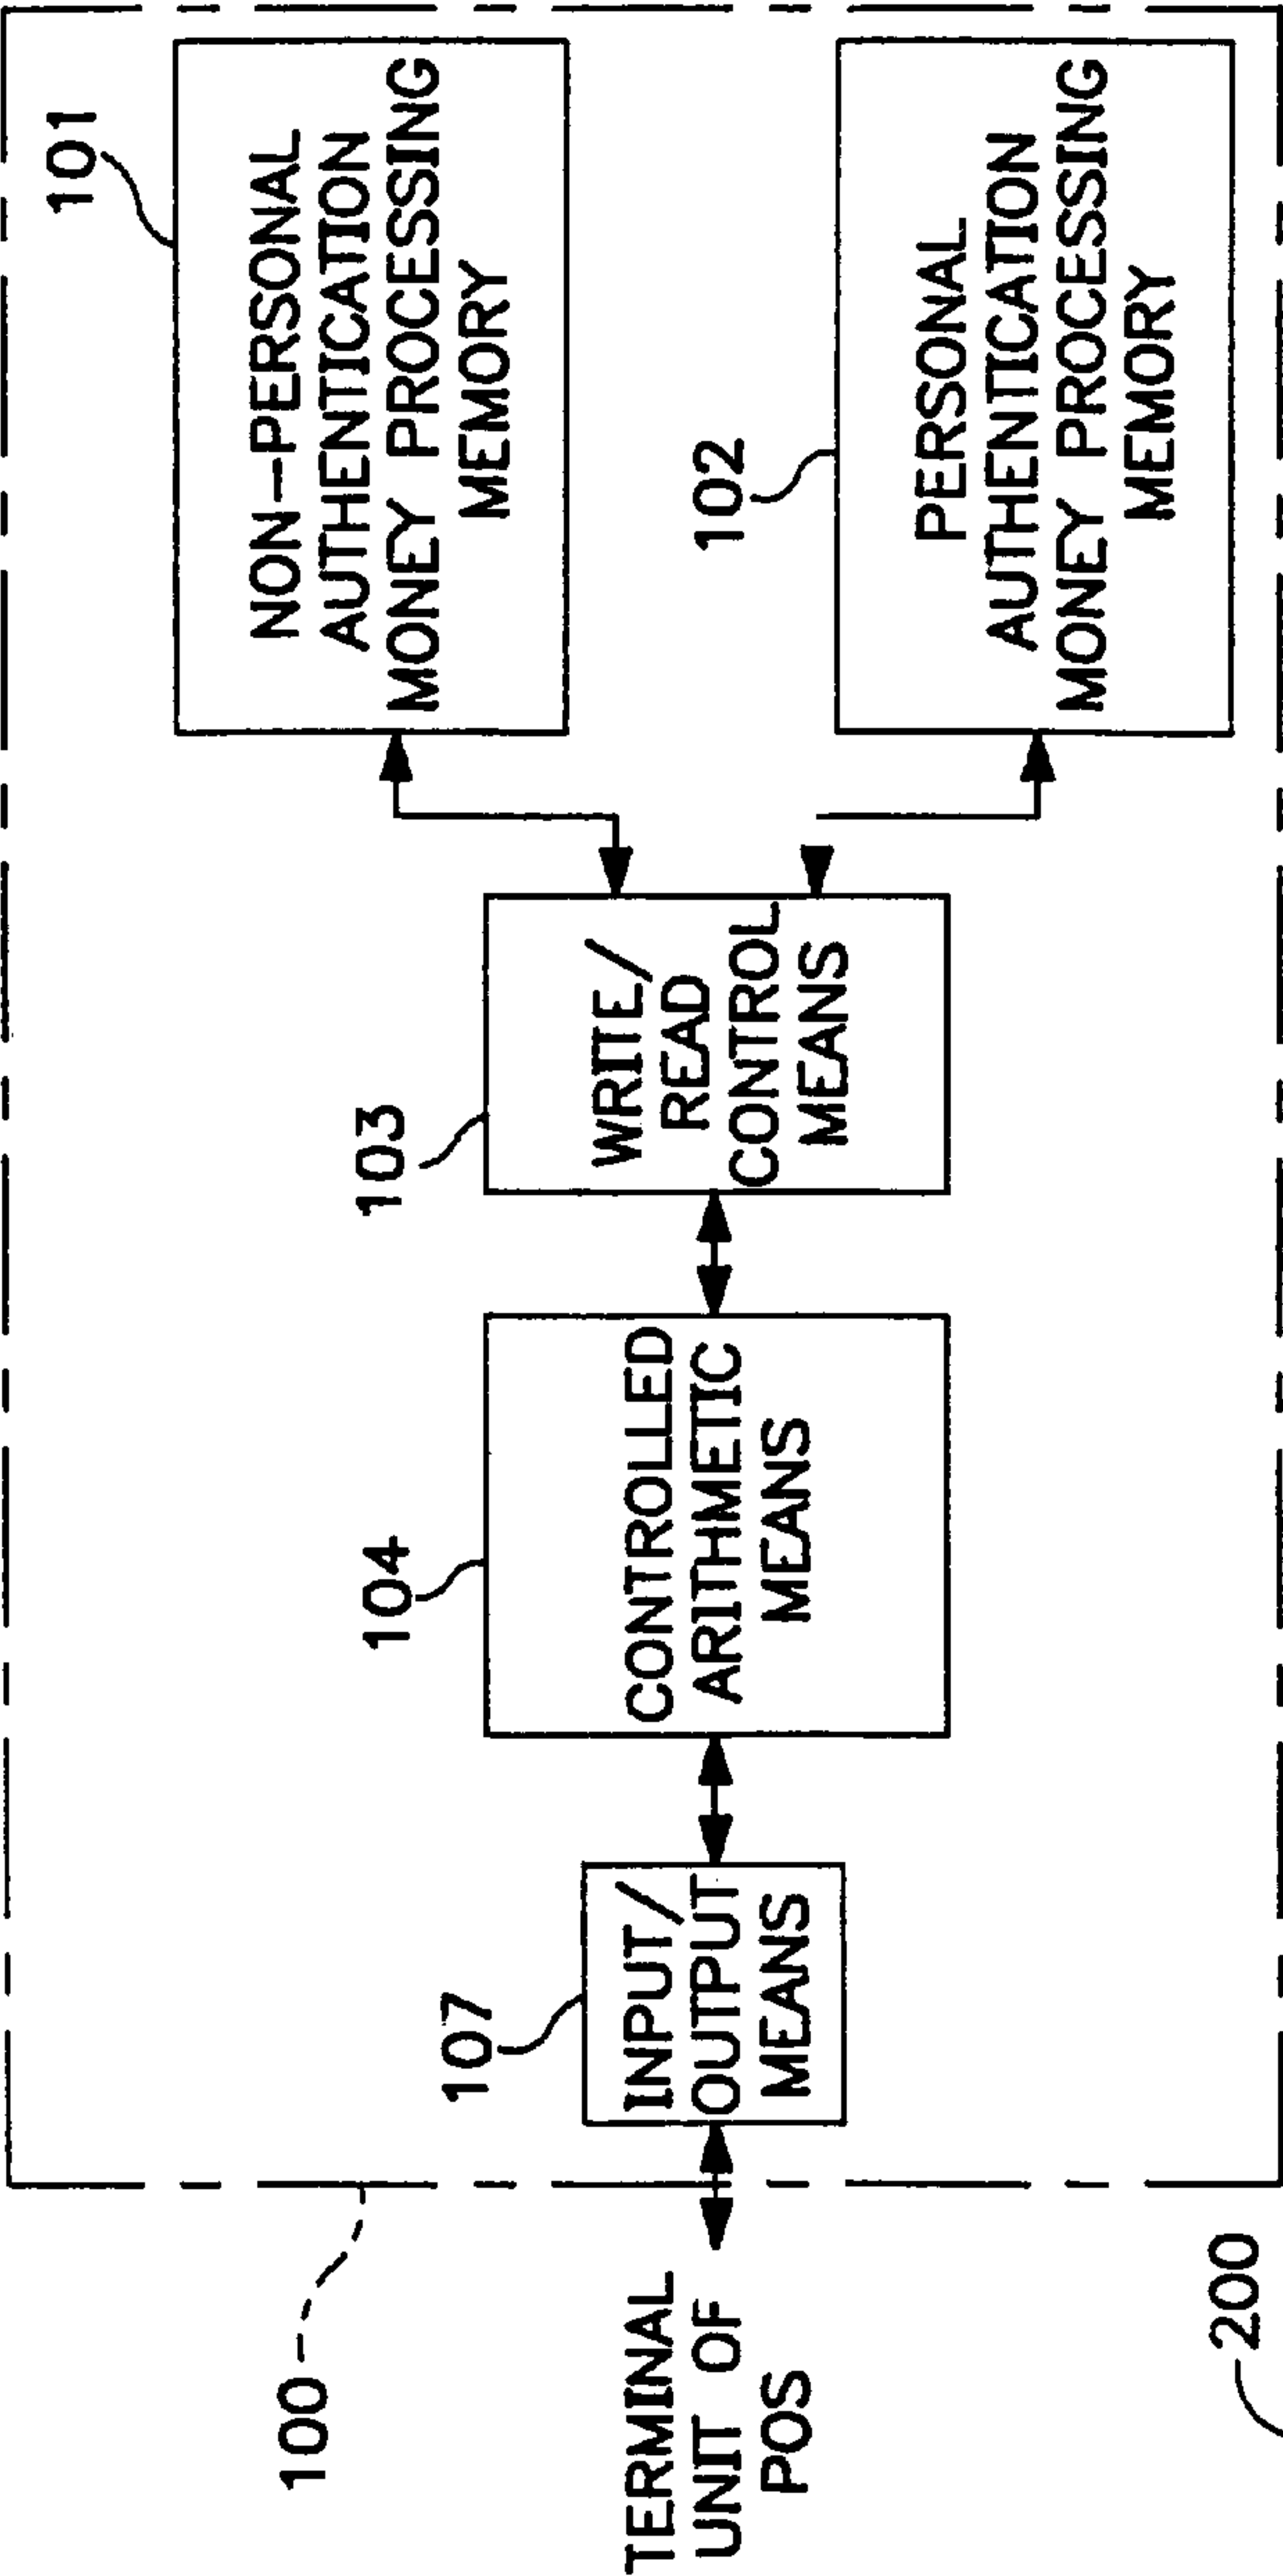 101
NON-PERSONAL
AUTHENTICATION
MONEY PROCESSING
MEMORY
102
PERSONAL
AUTHENTICATION
MONEY PROCESSING
MEMORY
103
WRITE/
READ
CONTROL
MEANS
104
CONTROLLED
ARITHMETIC
MEANS
107
INPUT/
OUTPUT
MEANS
100
TERMINAL
UNIT OF
POS
200